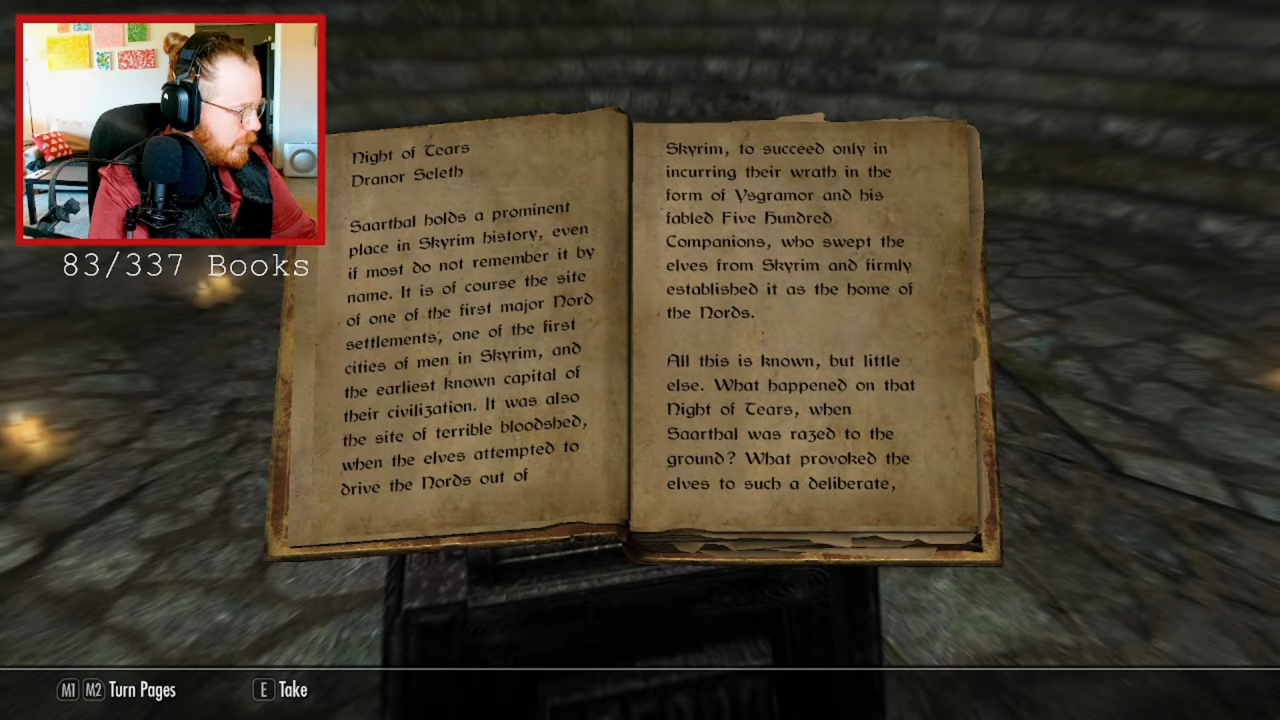 83/337 Books
Night of Tears
Dranor Seleth
Saarthal holds a prominent
place in Skyrim history, even
if most do not remember it by
name. It is of course the site
of one of the first major Nord
settlements, one of the first
cities of men in Skyrim, and
the earliest known capital of
their civilization. It was also
the site of terrible bloodshed,
when the elves attempted to
drive the Nords out of
Skyrim, to succeed only in
incurring their wrath in the
form of Ysgramor and his
fabled Five Hundred
Companions, who swept the
elves from Skyrim and firmly
established it as the home of
the Nords.
All this is known, but little
else. What happened on that
Night of Tears, when
Saarthal was razed to the
ground? What provoked the
elves to such a deliberate,
M1 M2 Turn Pages
E Take